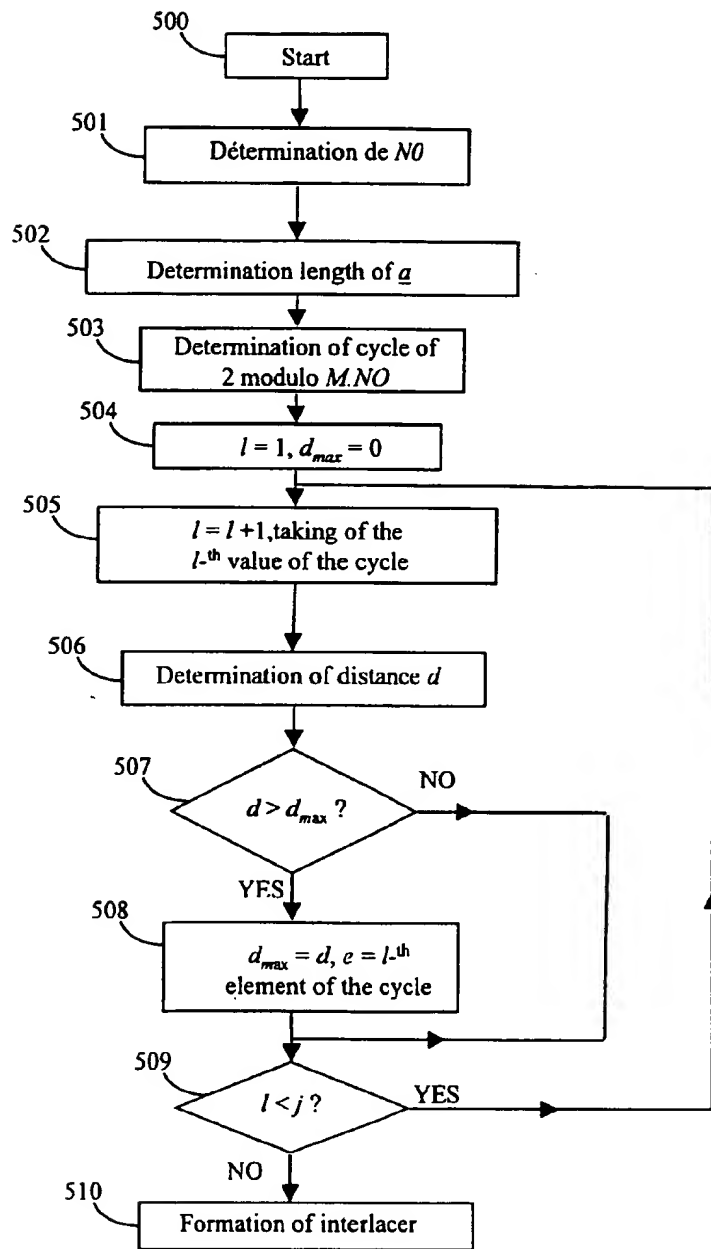 500
Start
501
Détermination de N0
502
Determination length of a
503
Determination of cycle of
2 modulo M.NO
504
l = 1, dmax = 0
505
l = l +1,taking of the
l-th value of the cycle
506
Determination of distance d
507
d > dmax ?
NO
YES
508
dmax = d, e = l-th
element of the cycle
509
l < j ?
YES
NO
510
Formation of interlacer